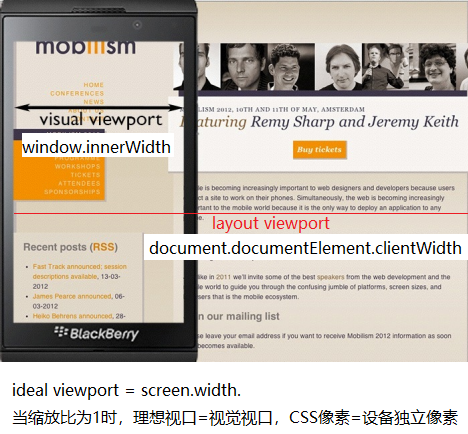 mobiiism
HOME
CONFERENCES
NEWS
visual viewport
window.innerWidth
PROGRAMME
WORKSHOPS
TICKETS
ATTENDEES
SPONSORSHIPS
Recent posts (RSS)
Fast Track announced; session
descriptions available, 13-03-
2012
James Pearce announced, 06-
03-2012
Heiko Behrens announced, 28-
BlackBerry
LISM 2012, 10TH AND 11TH OF MAY, AMSTERDAM
Featuring Remy Sharp and Jeremy Keith
Buy tickets
le is becoming increasingly important to web designers and developers because users
ct a site to work on their phones. Simultaneously, the web is becoming increasingly
ortant to the mobile world because it is the only way to deploy an application to any
layout viewport
document.documentElement.clientWidth
like in 2011 we'll invite some of the best speakers from the web development and the
le world to guide you through the confusing jumble of platforms, screen sizes, and
sers that is the mobile ecosystem.
n our mailing list
se leave your email address if you want to receive Mobilism 2012 information as soon
becomes available.
ideal viewport = screen.width.
当缩放比为1时，理想视口=视觉视口，CSS像素=设备独立像素